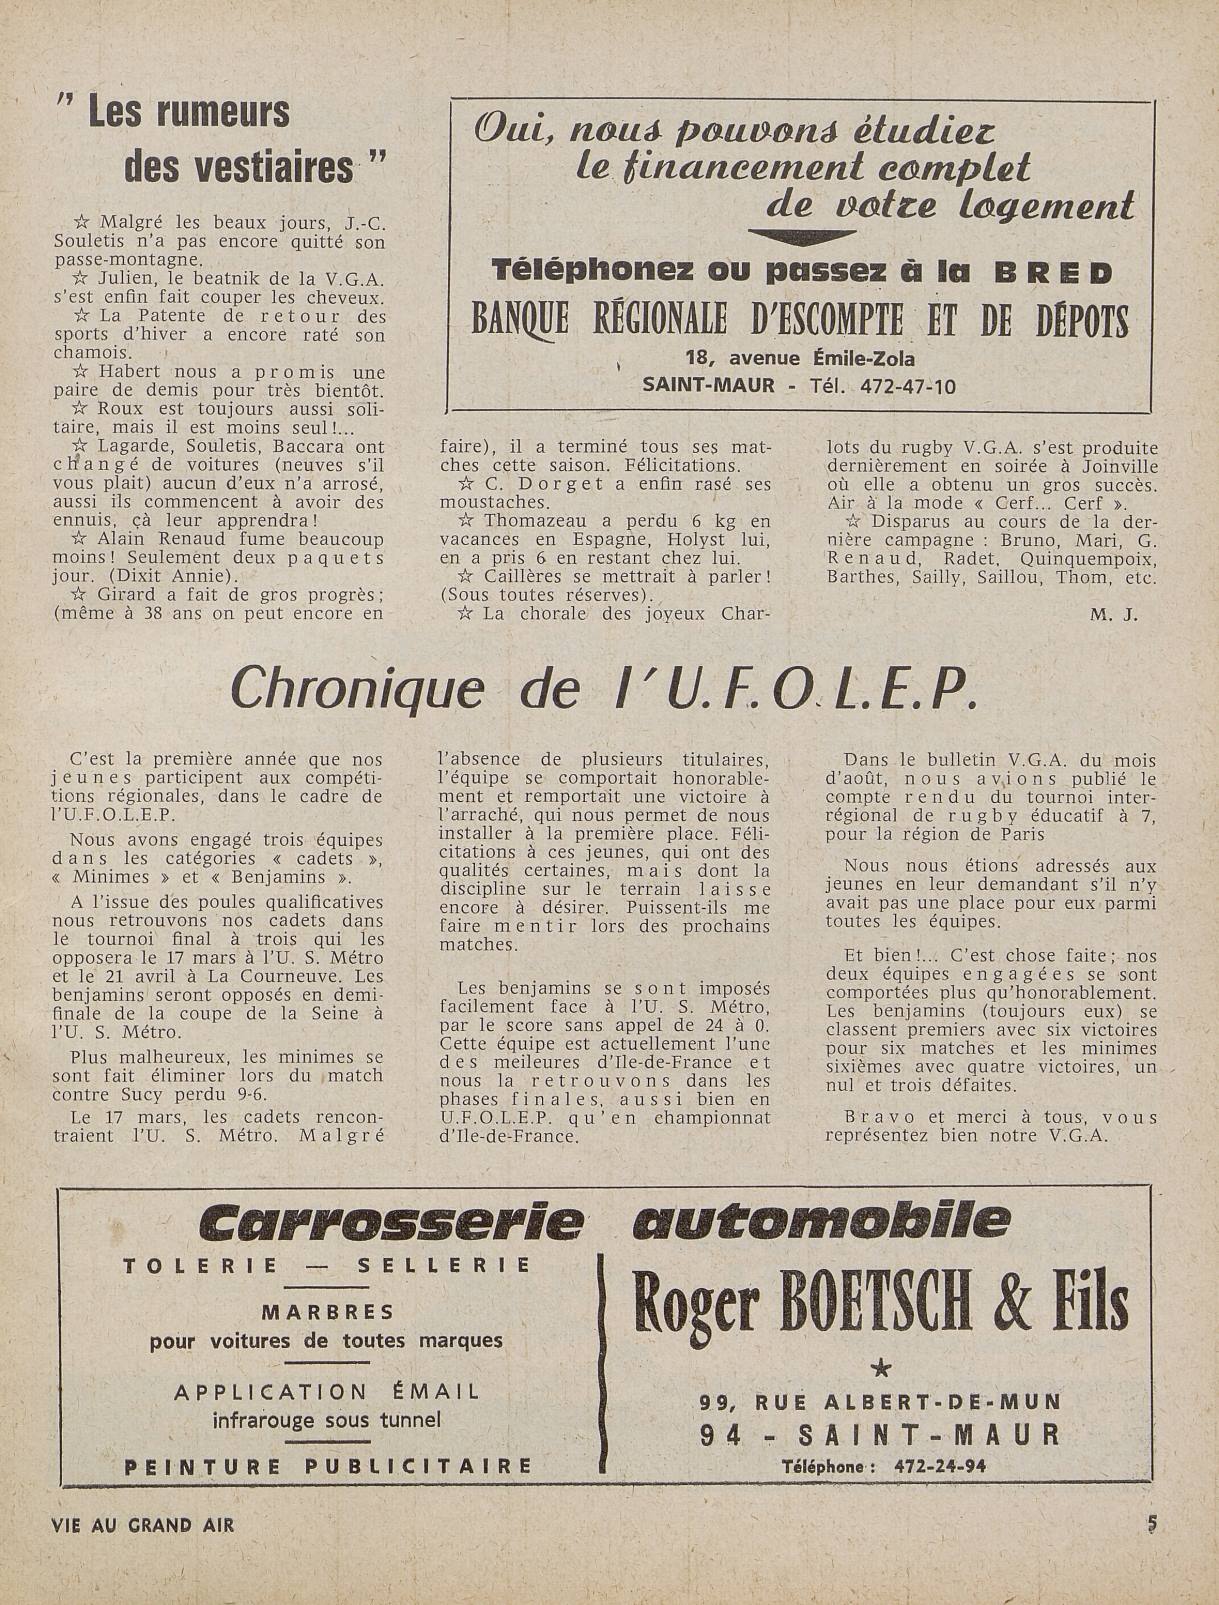 " Les rumeurs
des vestiaires "
☆ Malgré les beaux jours, J.-C.
Souletis n'a pas encore quitté son
passe-montagne.
☆ Julien, le beatnik de la V.G.A.
s'est enfin fait couper les cheveux.
☆ La Patente de retour des
sports d'hiver a encore raté son
chamois.
☆ Habert nous a promis une
paire de demis pour très bientôt.
☆ Roux est toujours aussi soli-
taire, mais il est moins seul !...
☆ Lagarde, Souletis, Baccara ont
changé de voitures (neuves s'il
vous plait) aucun d'eux n'a arrosé,
aussi ils commencent à avoir des
ennuis, çà leur apprendra !
☆ Alain Renaud fume beaucoup
moins ! Seulement deux paquets
jour. (Dixit Annie).
☆ Girard a fait de gros progrès ;
(même à 38 ans on peut encore en
Oui, nous pouvons étudier
le financement complet
de votre logement
Téléphonez ou passez à la BRED
BANQUE RÉGIONALE D'ESCOMPTE ET DE DÉPOTS
18, avenue Émile-Zola
SAINT-MAUR - Tél. 472-47-10
faire), il a terminé tous ses mat-
ches cette saison. Félicitations.
☆ C. Dorget a enfin rasé ses
moustaches.
☆ Thomazeau a perdu 6 kg en
vacances en Espagne, Holyst lui,
en a pris 6 en restant chez lui.
☆ Caillères se mettrait à parler !
(Sous toutes réserves).
☆ La chorale des joyeux Char-
lots du rugby V.G.A. s'est produite
dernièrement en soirée à Joinville
où elle a obtenu un gros succès.
Air à la mode « Cerf... Cerf ».
☆ Disparus au cours de la der-
nière campagne : Bruno, Mari, G.
Renaud, Radet, Quinquempoix,
Barthes, Sailly, Saillou, Thom, etc.
M. J.
Chronique de l'U.F.O.L.E.P.
C'est la première année que nos
jeunes participent aux compéti-
tions régionales, dans le cadre de
l'U.F.O.L.E.P.
Nous avons engagé trois équipes
dans les catégories « cadets »,
« Minimes » et « Benjamins ».
A l'issue des poules qualificatives
nous retrouvons nos cadets dans
le tournoi final à trois qui les
opposera le 17 mars à l'U. S. Métro
et le 21 avril à La Courneuve. Les
benjamins seront opposés en demi-
finale de la coupe de la Seine à
l'U. S. Métro.
Plus malheureux, les minimes se
sont fait éliminer lors du match
contre Sucy perdu 9-6.
Le 17 mars, les cadets rencon-
traient l'U. S. Métro. Malgré
l'absence de plusieurs titulaires,
l'équipe se comportait honorable-
ment et remportait une victoire à
l'arraché, qui nous permet de nous
installer à la première place. Féli-
citations à ces jeunes, qui ont des
qualités certaines, mais dont la
discipline sur le terrain laisse
encore à désirer. Puissent-ils me
faire mentir lors des prochains
matches.
Les benjamins se sont imposés
facilement face à l'U. S. Métro,
par le score sans appel de 24 à 0.
Cette équipe est actuellement l'une
des meileures d'Ile-de-France et
nous la retrouvons dans les
phases finales, aussi bien en
U.F.O.L.E.P. qu'en championnat
d'Ile-de-France.
Dans le bulletin V.G.A. du mois
d'août, nous avions publié le
compte rendu du tournoi inter-
régional de rugby éducatif à 7,
pour la région de Paris
Nous nous étions adressés aux
jeunes en leur demandant s'il n'y
avait pas une place pour eux parmi
toutes les équipes.
Et bien !... C'est chose faite ; nos
deux équipes engagées se sont
comportées plus qu'honorablement.
Les benjamins (toujours eux) se
classent premiers avec six victoires
pour six matches et les minimes
sixièmes avec quatre victoires, un
nul et trois défaites.
Bravo et merci à tous, vous
représentez bien notre V.G.A.
Carrosserie automobile
TOLERIE — SELLERIE
MARBRES
pour voitures de toutes marques
APPLICATION ÉMAIL
infrarouge sous tunnel
PEINTURE PUBLICITAIRE
Roger BOETSCH & Fils
★
99, RUE ALBERT-DE-MUN
94 - SAINT-MAUR
Téléphone : 472-24-94
VIE AU GRAND AIR
5